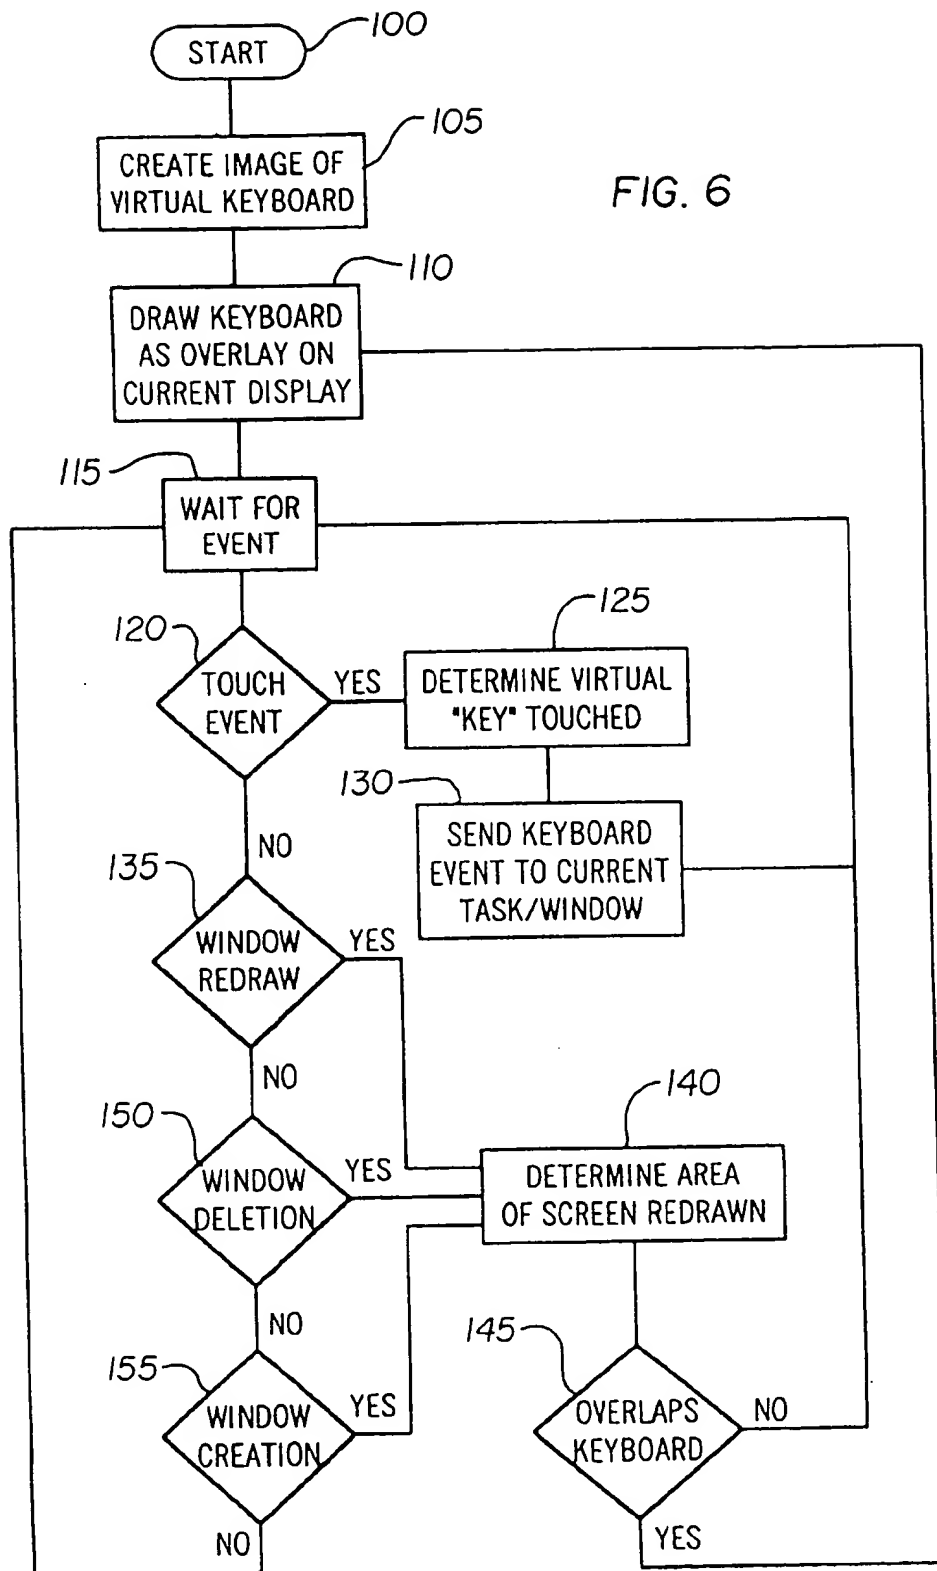 100
START
105
CREATE IMAGE OF
VIRTUAL KEYBOARD
FIG. 6
110
DRAW KEYBOARD
AS OVERLAY ON
CURRENT DISPLAY
115
WAIT FOR
EVENT
120
TOUCH
EVENT
YES
125
DETERMINE VIRTUAL
"KEY" TOUCHED
130
SEND KEYBOARD
EVENT TO CURRENT
TASK/WINDOW
NO
135
WINDOW
REDRAW
YES
NO
140
DETERMINE AREA
OF SCREEN REDRAWN
150
WINDOW
DELETION
YES
NO
145
OVERLAPS
KEYBOARD
NO
YES
155
WINDOW
CREATION
YES
NO